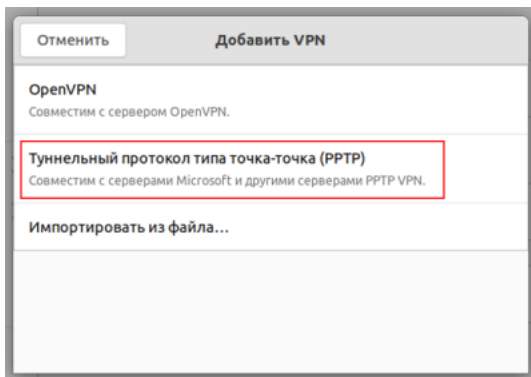 Отменить
Добавить VPN
OpenVPN
Совместим с сервером OpenVPN.
Туннельный протокол типа точка-точка (PPTP)
Совместим с серверами Microsoft и другими серверами PPTP VPN.
Импортировать из файла...